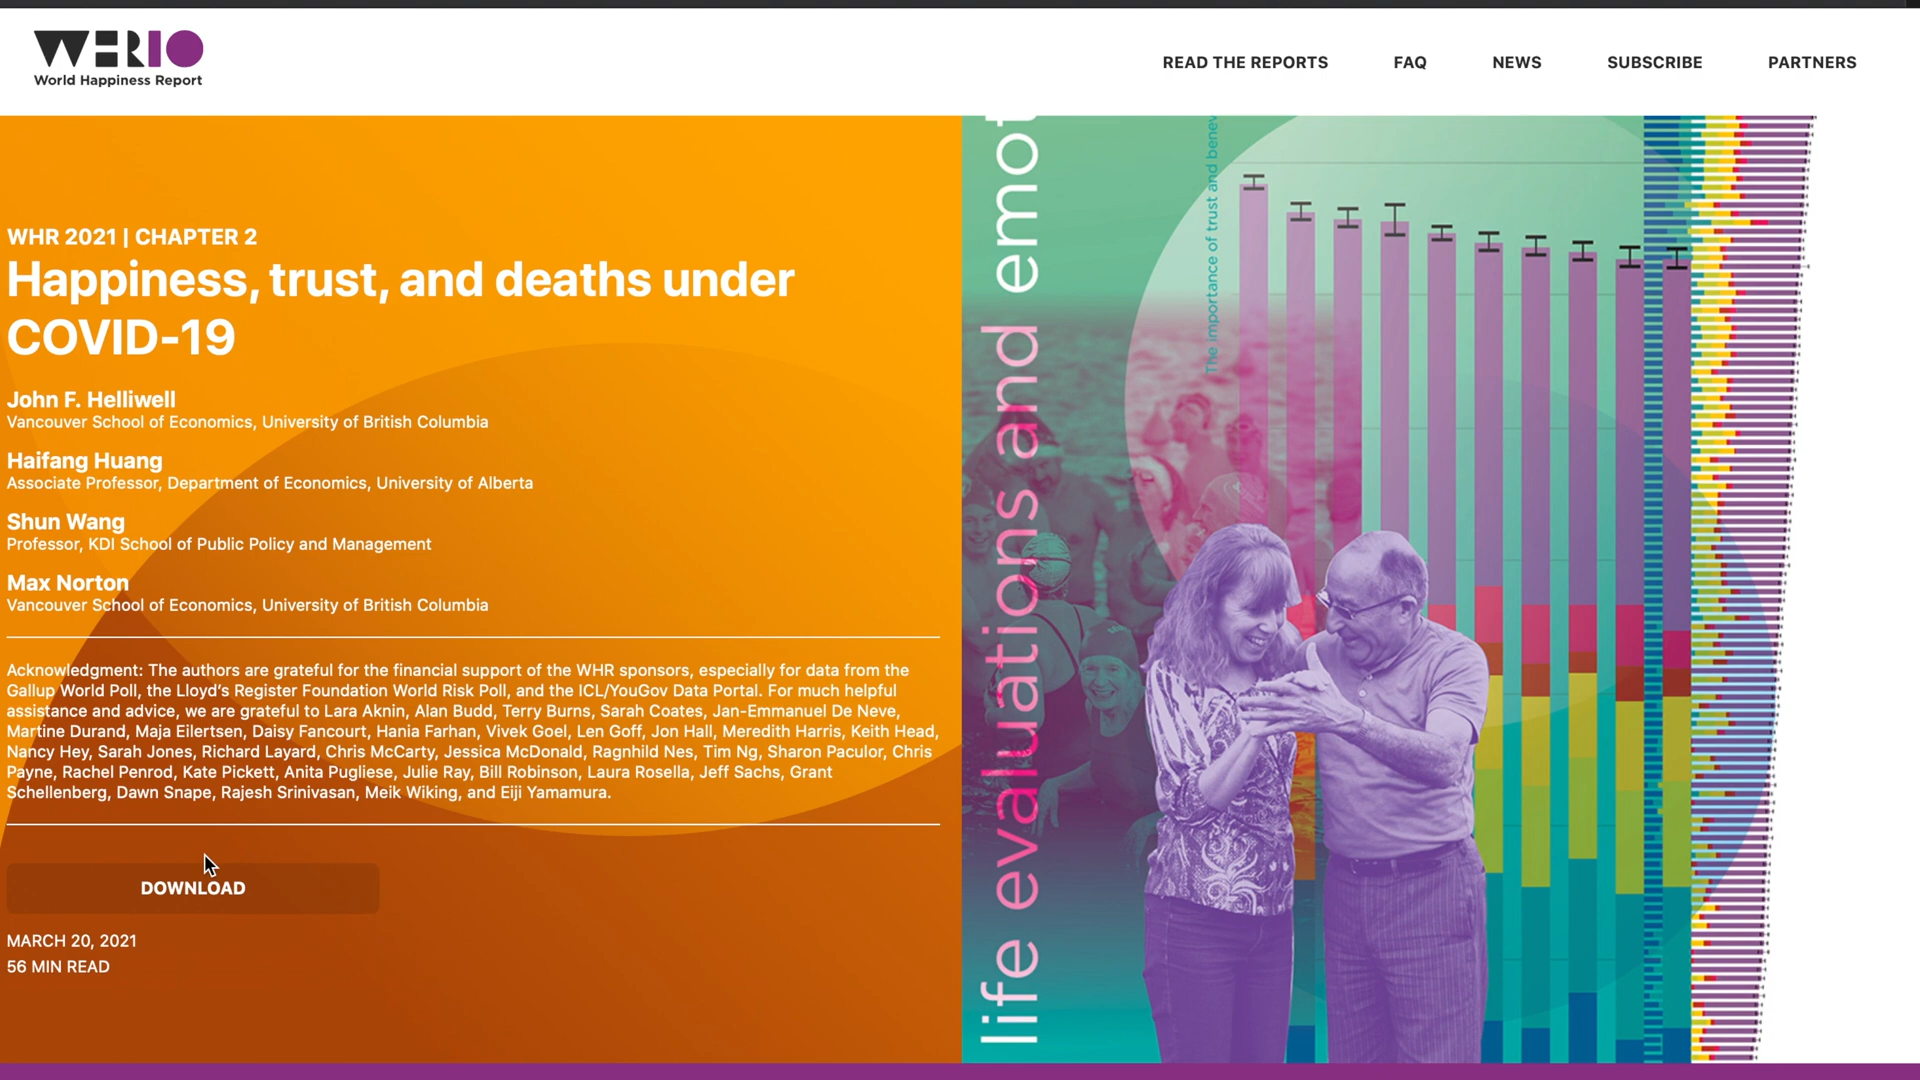 WHR10
World Happiness Report
READ THE REPORTS
FAQ
NEWS
SUBSCRIBE
PARTNERS
WHR 2021 | CHAPTER 2
Happiness, trust, and deaths under
COVID-19
John F. Helliwell
Vancouver School of Economics, University of British Columbia
Haifang Huang
Associate Professor, Department of Economics, University of Alberta
Shun Wang
Professor, KDI School of Public Policy and Management
Max Norton
Vancouver School of Economics, University of British Columbia
Acknowledgment: The authors are grateful for the financial support of the WHR sponsors, especially for data from the
Gallup World Poll, the Lloyd's Register Foundation World Risk Poll, and the ICL/YouGov Data Portal. For much helpful
assistance and advice, we are grateful to Lara Aknin, Alan Budd, Terry Burns, Sarah Coates, Jan-Emmanuel De Neve,
Martine Durand, Maja Eilertsen, Daisy Fancourt, Hania Farhan, Vivek Goel, Len Goff, Jon Hall, Meredith Harris, Keith Head,
Nancy Hey, Sarah Jones, Richard Layard, Chris McCarty, Jessica McDonald, Ragnhild Nes, Tim Ng, Sharon Paculor, Chris
Payne, Rachel Penrod, Kate Pickett, Anita Pugliese, Julie Ray, Bill Robinson, Laura Rosella, Jeff Sachs, Grant
Schellenberg, Dawn Snape, Rajesh Srinivasan, Meik Wiking, and Eiji Yamamura.
DOWNLOAD
MARCH 20, 2021
56 MIN READ
life evaluations and emot
The importance of trust and benev